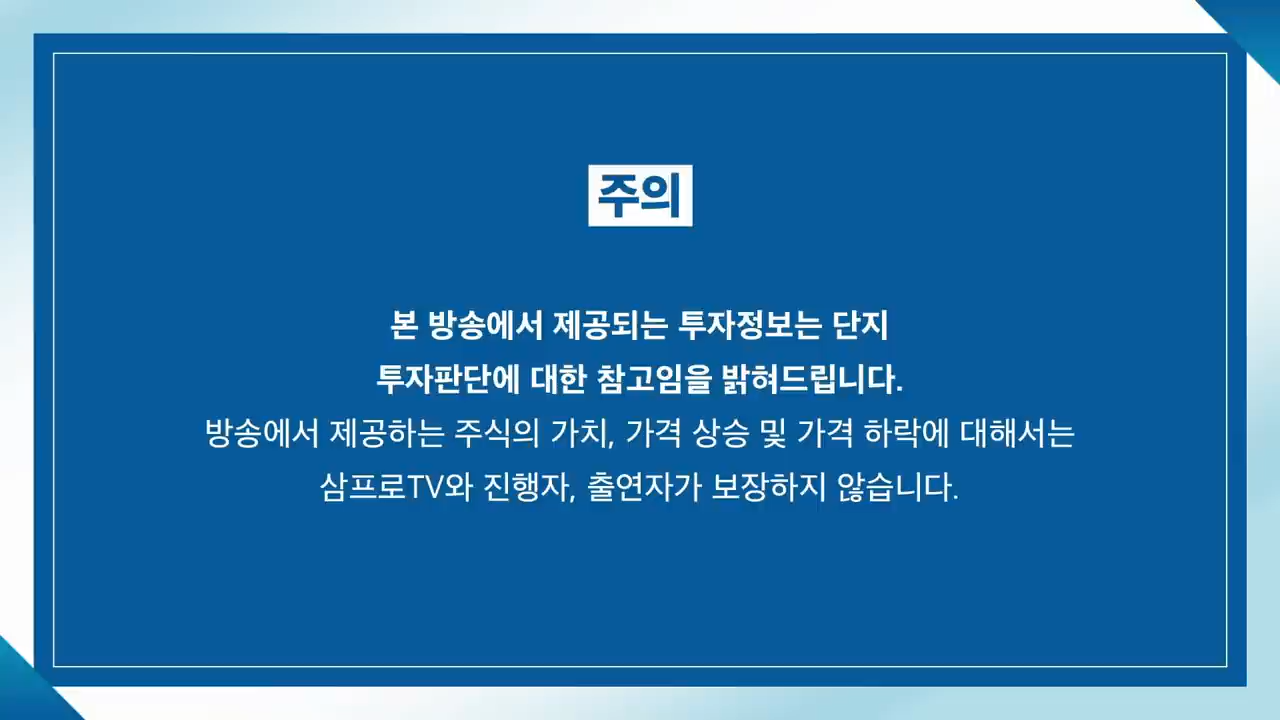 주의
본 방송에서 제공되는 투자정보는 단지
투자판단에 대한 참고임을 밝혀드립니다.
방송에서 제공하는 주식의 가치, 가격 상승 및 가격 하락에 대해서는
삼프로TV와 진행자, 출연자가 보장하지 않습니다.